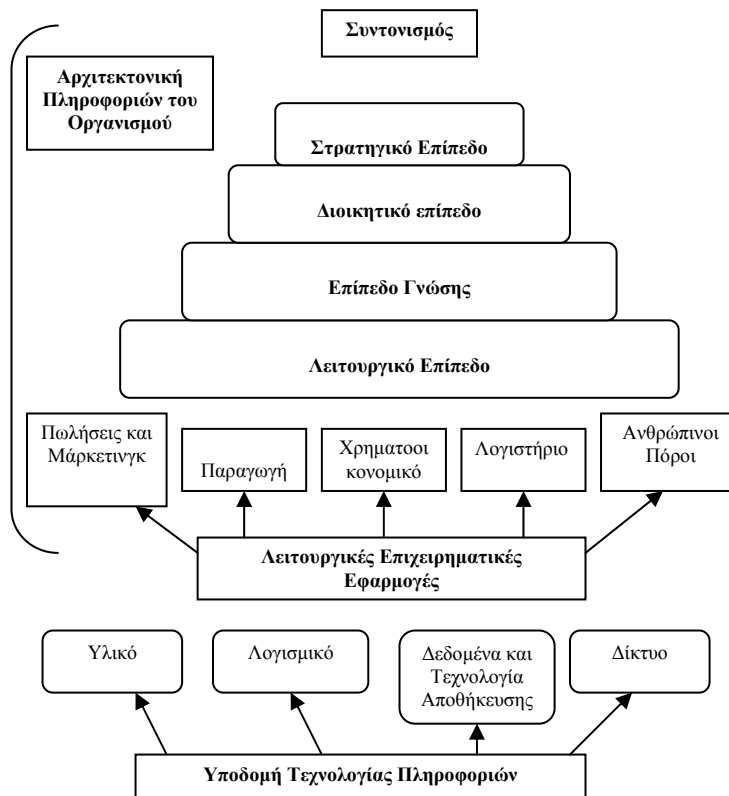 Συντονισμός
Αρχιτεκτονική
Πληροφοριών του
Οργανισμού
Στρατηγικό Επίπεδο
Διοικητικό επίπεδο
Επίπεδο Γνώσης
Λειτουργικό Επίπεδο
Πωλήσεις και
Μάρκετινγκ
Παραγωγή
Χρηματοοι
κονομικό
Λογιστήριο
Ανθρώπινοι
Πόροι
Λειτουργικές Επιχειρηματικές
Εφαρμογές
Υλικό
Λογισμικό
Δεδομένα και
Τεχνολογία
Αποθήκευσης
Δίκτυο
Υποδομή Τεχνολογίας Πληροφοριών